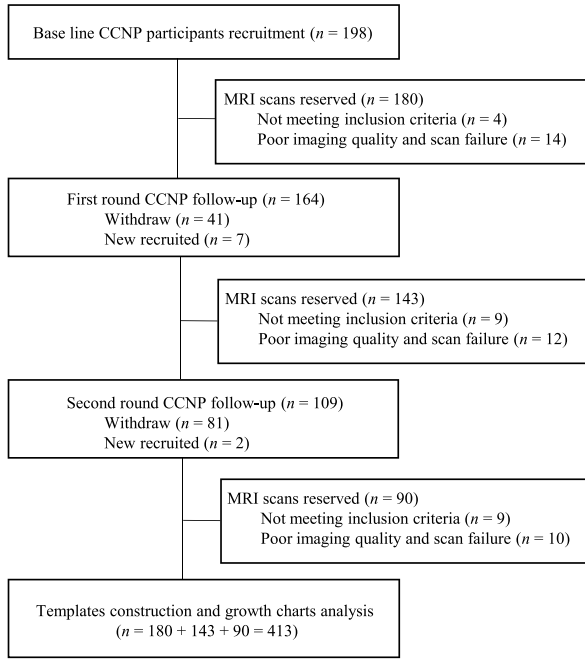 Base line CCNP participants recruitment (n = 198)
MRI scans reserved (n = 180)
Not meeting inclusion criteria (n = 4)
Poor imaging quality and scan failure (n = 14)
First round CCNP follow-up (n = 164)
Withdraw (n = 41)
New recruited (n = 7)
MRI scans reserved (n = 143)
Not meeting inclusion criteria (n = 9)
Poor imaging quality and scan failure (n = 12)
Second round CCNP follow-up (n = 109)
Withdraw (n = 81)
New recruited (n = 2)
MRI scans reserved (n = 90)
Not meeting inclusion criteria (n = 9)
Poor imaging quality and scan failure (n = 10)
Templates construction and growth charts analysis
(n = 180 + 143 + 90 = 413)